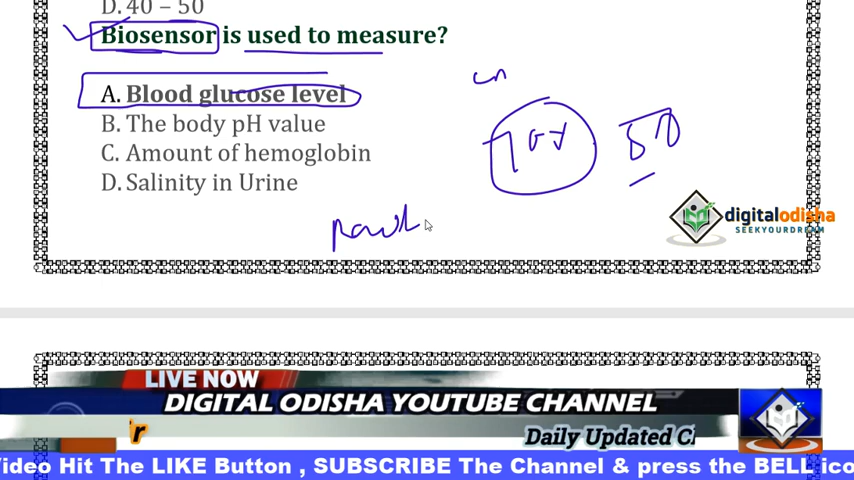 D. 40 – 50
Biosensor is used to measure?
A. Blood glucose level
B. The body pH value
C. Amount of hemoglobin
D. Salinity in Urine
digitalodisha
SEEKYOURDREAM
LIVE NOW
DIGITAL ODISHA YOUTUBE CHANNEL
r
Daily Updated C
Video Hit The LIKE Button , SUBSCRIBE The Channel & press the BELL ico